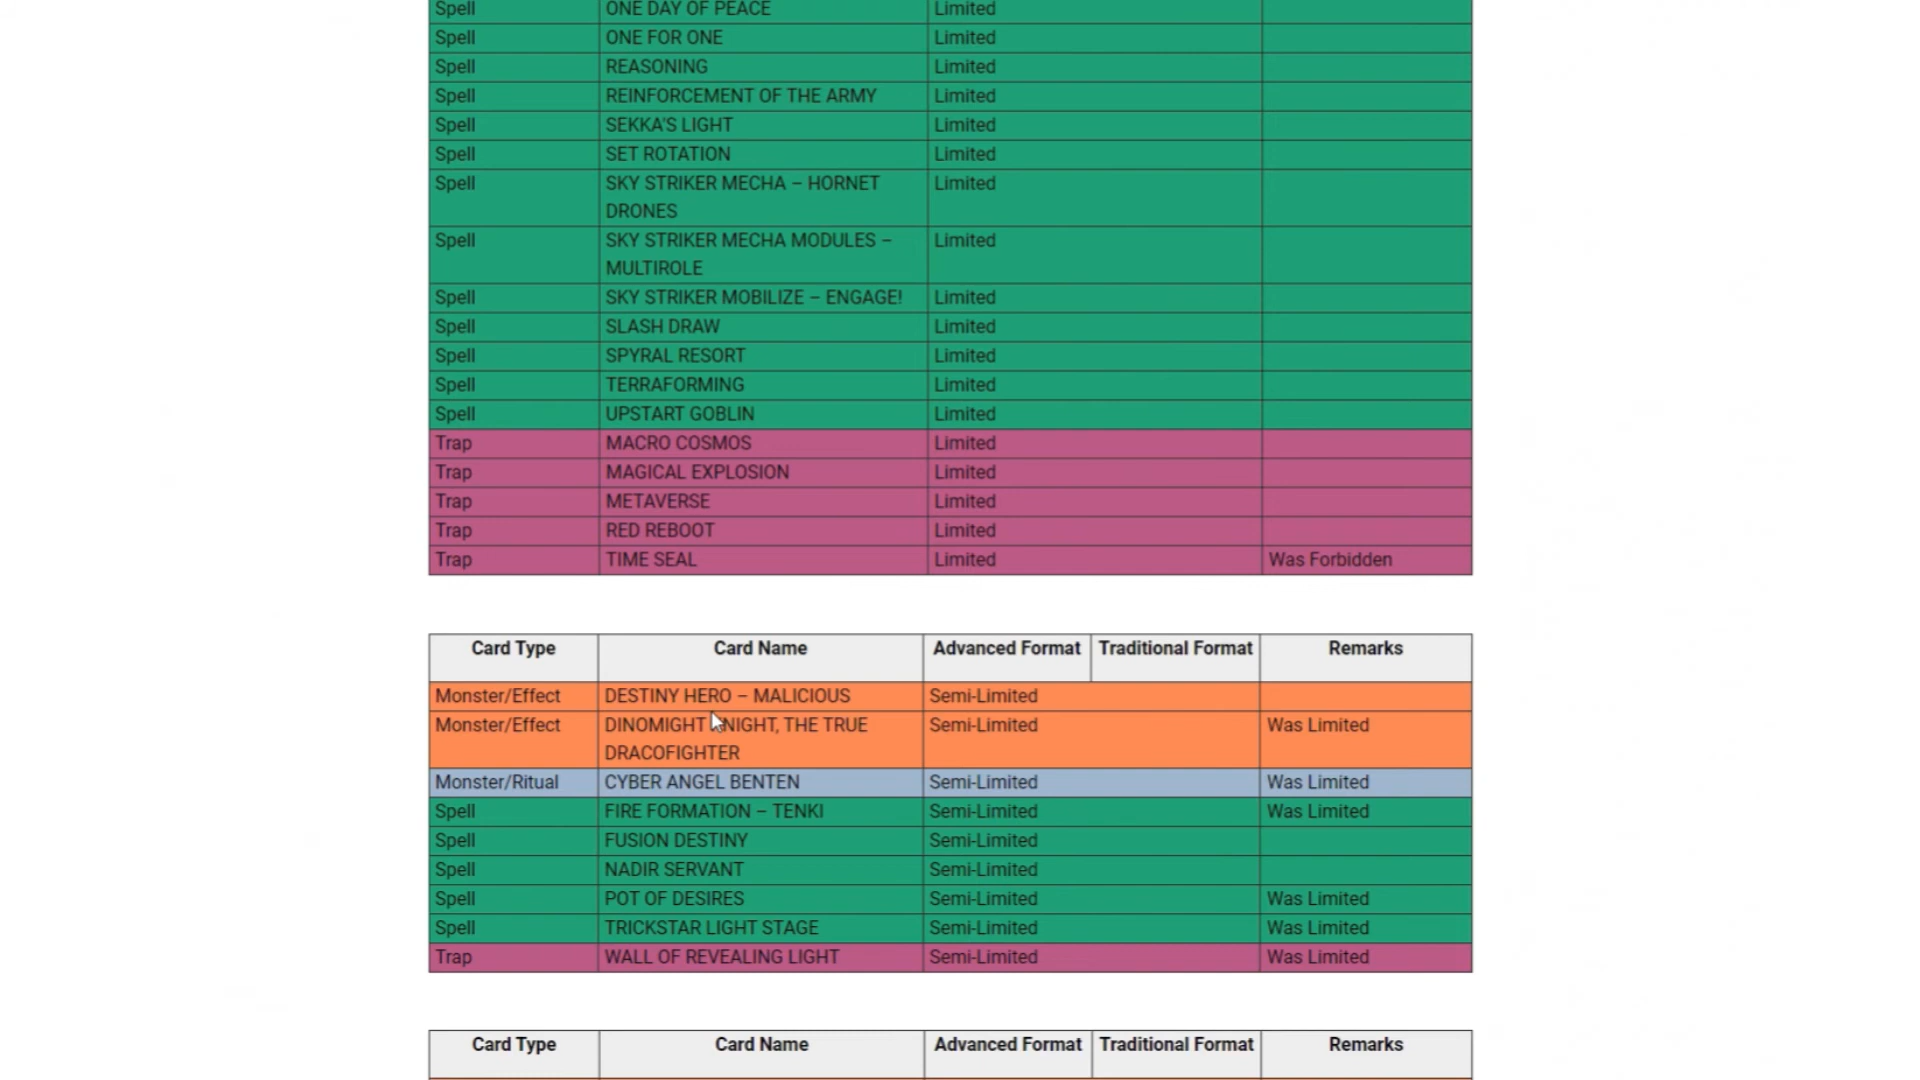 Spell ONE DAY OF PEACE Limited
Spell ONE FOR ONE Limited
Spell REASONING Limited
Spell REINFORCEMENT OF THE ARMY Limited
Spell SEKKA'S LIGHT Limited
Spell SET ROTATION Limited
Spell SKY STRIKER MECHA – HORNET Limited
DRONES
Spell SKY STRIKER MECHA MODULES – Limited
MULTIROLE
Spell SKY STRIKER MOBILIZE – ENGAGE! Limited
Spell SLASH DRAW Limited
Spell SPYRAL RESORT Limited
Spell TERRAFORMING Limited
Spell UPSTART GOBLIN Limited
Trap MACRO COSMOS Limited
Trap MAGICAL EXPLOSION Limited
Trap METAVERSE Limited
Trap RED REBOOT Limited
Trap TIME SEAL Limited Was Forbidden
Card Type Card Name Advanced Format Traditional Format Remarks
Monster/Effect DESTINY HERO – MALICIOUS Semi-Limited
Monster/Effect DINOMIGHT KNIGHT, THE TRUE Semi-Limited Was Limited
DRACOFIGHTER
Monster/Ritual CYBER ANGEL BENTEN Semi-Limited Was Limited
Spell FIRE FORMATION – TENKI Semi-Limited Was Limited
Spell FUSION DESTINY Semi-Limited
Spell NADIR SERVANT Semi-Limited
Spell POT OF DESIRES Semi-Limited Was Limited
Spell TRICKSTAR LIGHT STAGE Semi-Limited Was Limited
Trap WALL OF REVEALING LIGHT Semi-Limited Was Limited
Card Type Card Name Advanced Format Traditional Format Remarks